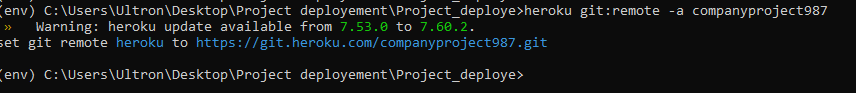 (env) C:\Users\Ultron\Desktop\Project deployement\Project_deploye>heroku git:remote -a companyproject987
» Warning: heroku update available from 7.53.0 to 7.60.2.
set git remote heroku to https://git.heroku.com/companyproject987.git
(env) C:\Users\Ultron\Desktop\Project deployement\Project_deploye>